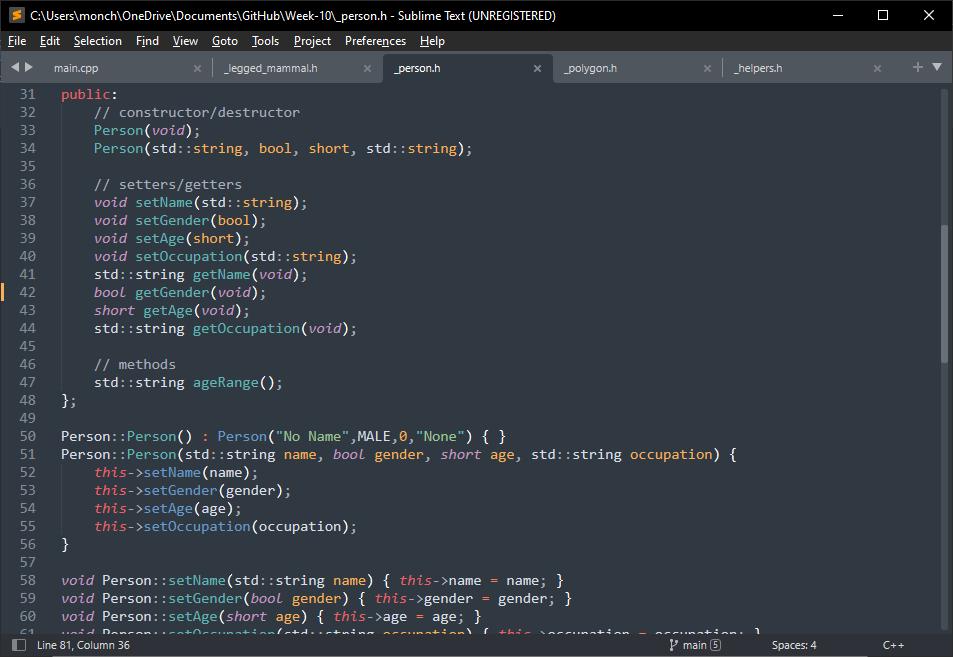 C:\Users\monch\OneDrive\Documents\GitHub\Week-10\_person.h - Sublime Text (UNREGISTERED)
File Edit Selection Find View Goto Tools Project Preferences Help
main.cpp _legged_mammal.h _person.h _polygon.h _helpers.h
31 public:
32 // constructor/destructor
33 Person(void);
34 Person(std::string, bool, short, std::string);
35
36 // setters/getters
37 void setName(std::string);
38 void setGender(bool);
39 void setAge(short);
40 void setOccupation(std::string);
41 std::string getName(void);
42 bool getGender(void);
43 short getAge(void);
44 std::string getOccupation(void);
45
46 // methods
47 std::string ageRange();
48 };
49
50 Person::Person() : Person("No Name",MALE,0,"None") { }
51 Person::Person(std::string name, bool gender, short age, std::string occupation) {
52 this->setName(name);
53 this->setGender(gender);
54 this->setAge(age);
55 this->setOccupation(occupation);
56 }
57
58 void Person::setName(std::string name) { this->name = name; }
59 void Person::setGender(bool gender) { this->gender = gender; }
60 void Person::setAge(short age) { this->age = age; }
61 void Person::setOccupation(std::string occupation) { this->occupation = occupation; }
Line 81, Column 36 main 5 Spaces: 4 C++